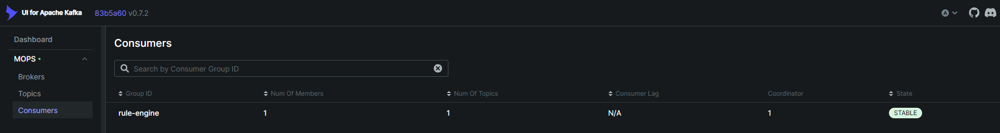 UI for Apache Kafka 83b5a60 v0.7.2 A
Dashboard
MOPS
Brokers
Topics
Consumers
Consumers
Search by Consumer Group ID
Group ID Num Of Members Num Of Topics Consumer Lag Coordinator State
rule-engine 1 1 N/A 1 STABLE